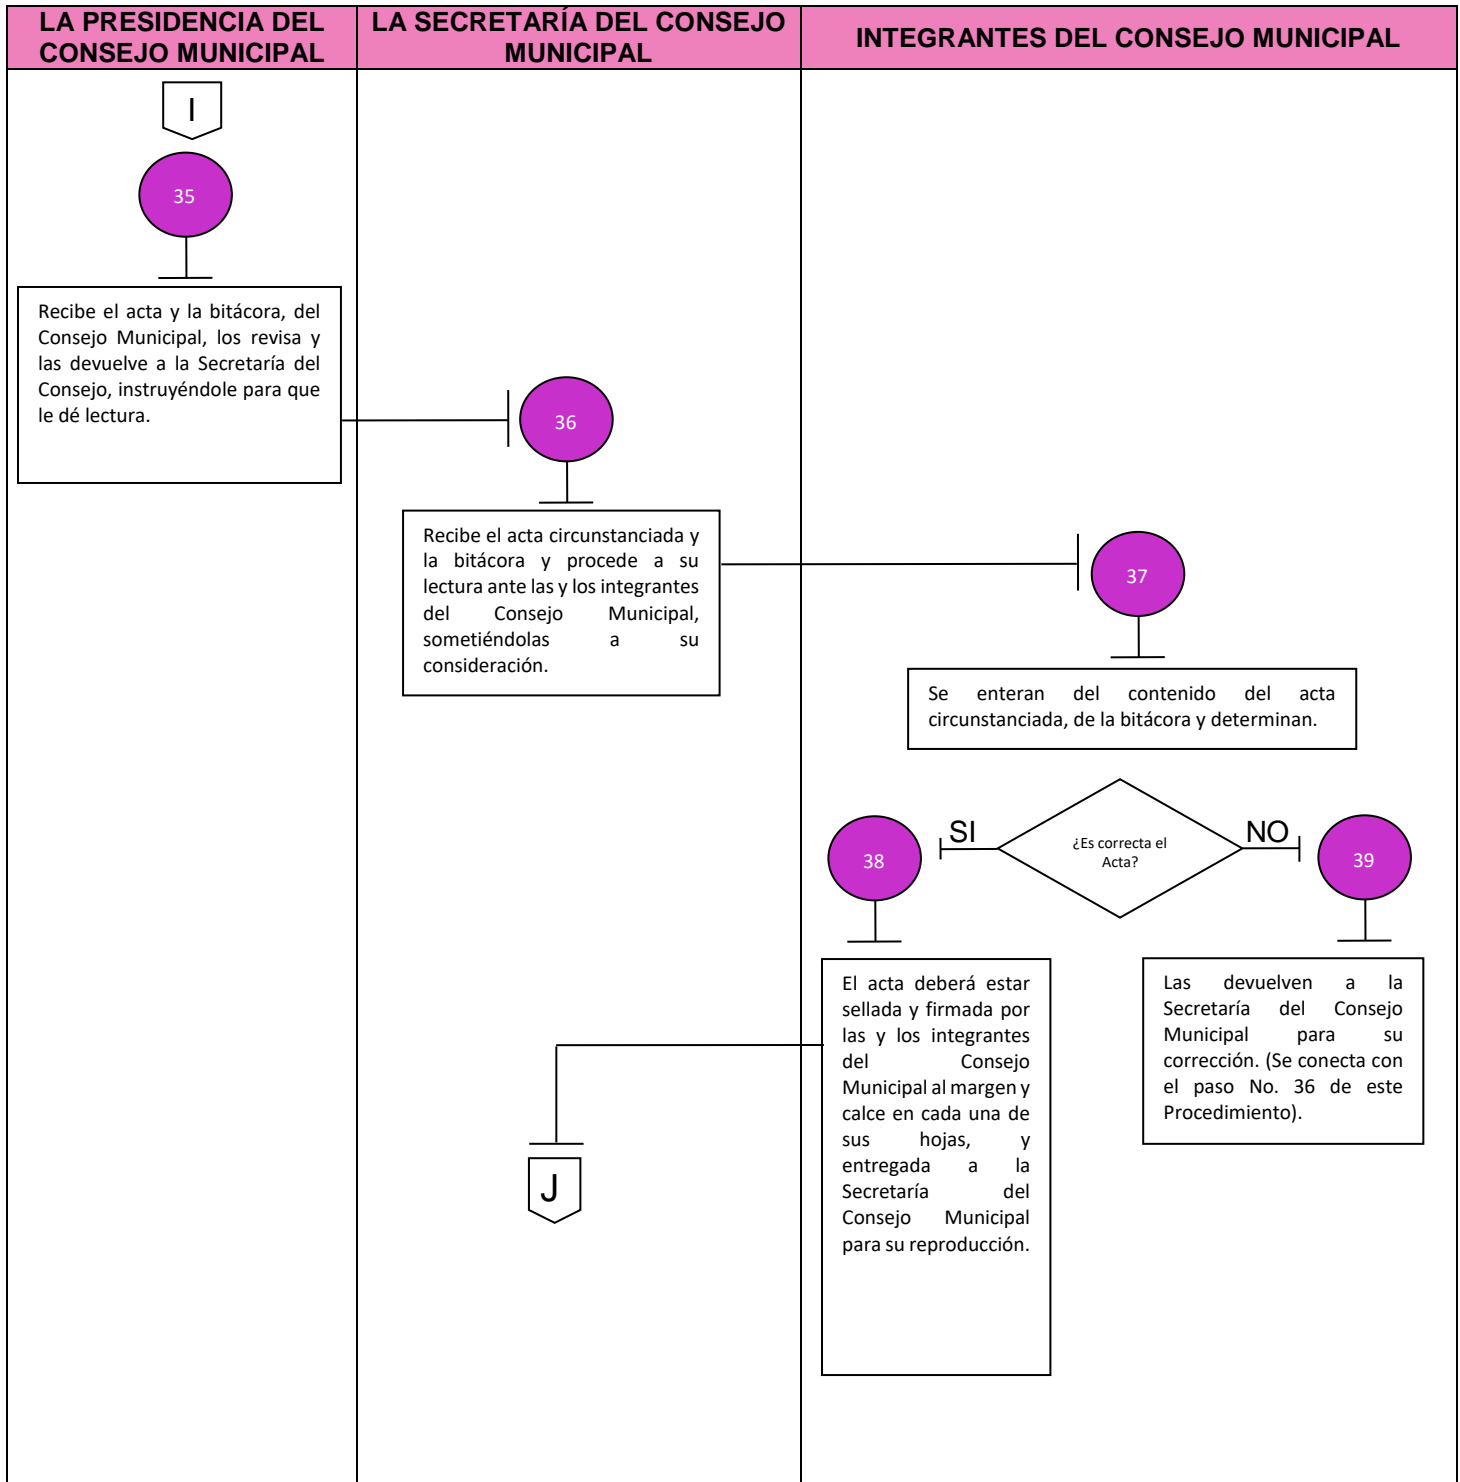 LA PRESIDENCIA DEL
CONSEJO MUNICIPAL
LA SECRETARÍA DEL CONSEJO
MUNICIPAL
INTEGRANTES DEL CONSEJO MUNICIPAL
I
35
Recibe el acta y la bitácora, del
Consejo Municipal, los revisa y
las devuelve a la Secretaría del
Consejo, instruyéndole para que
le dé lectura.
36
Recibe el acta circunstanciada y
la bitácora y procede a su
lectura ante las y los integrantes
del Consejo Municipal,
sometiéndolas a su
consideración.
37
Se enteran del contenido del acta
circunstanciada, de la bitácora y determinan.
¿Es correcta el
Acta?
SI
NO
38
39
El acta deberá estar
sellada y firmada por
las y los integrantes
del Consejo
Municipal al margen y
calce en cada una de
sus hojas, y
entregada a la
Secretaría del
Consejo Municipal
para su reproducción.
Las devuelven a la
Secretaría del Consejo
Municipal para su
corrección. (Se conecta con
el paso No. 36 de este
Procedimiento).
J